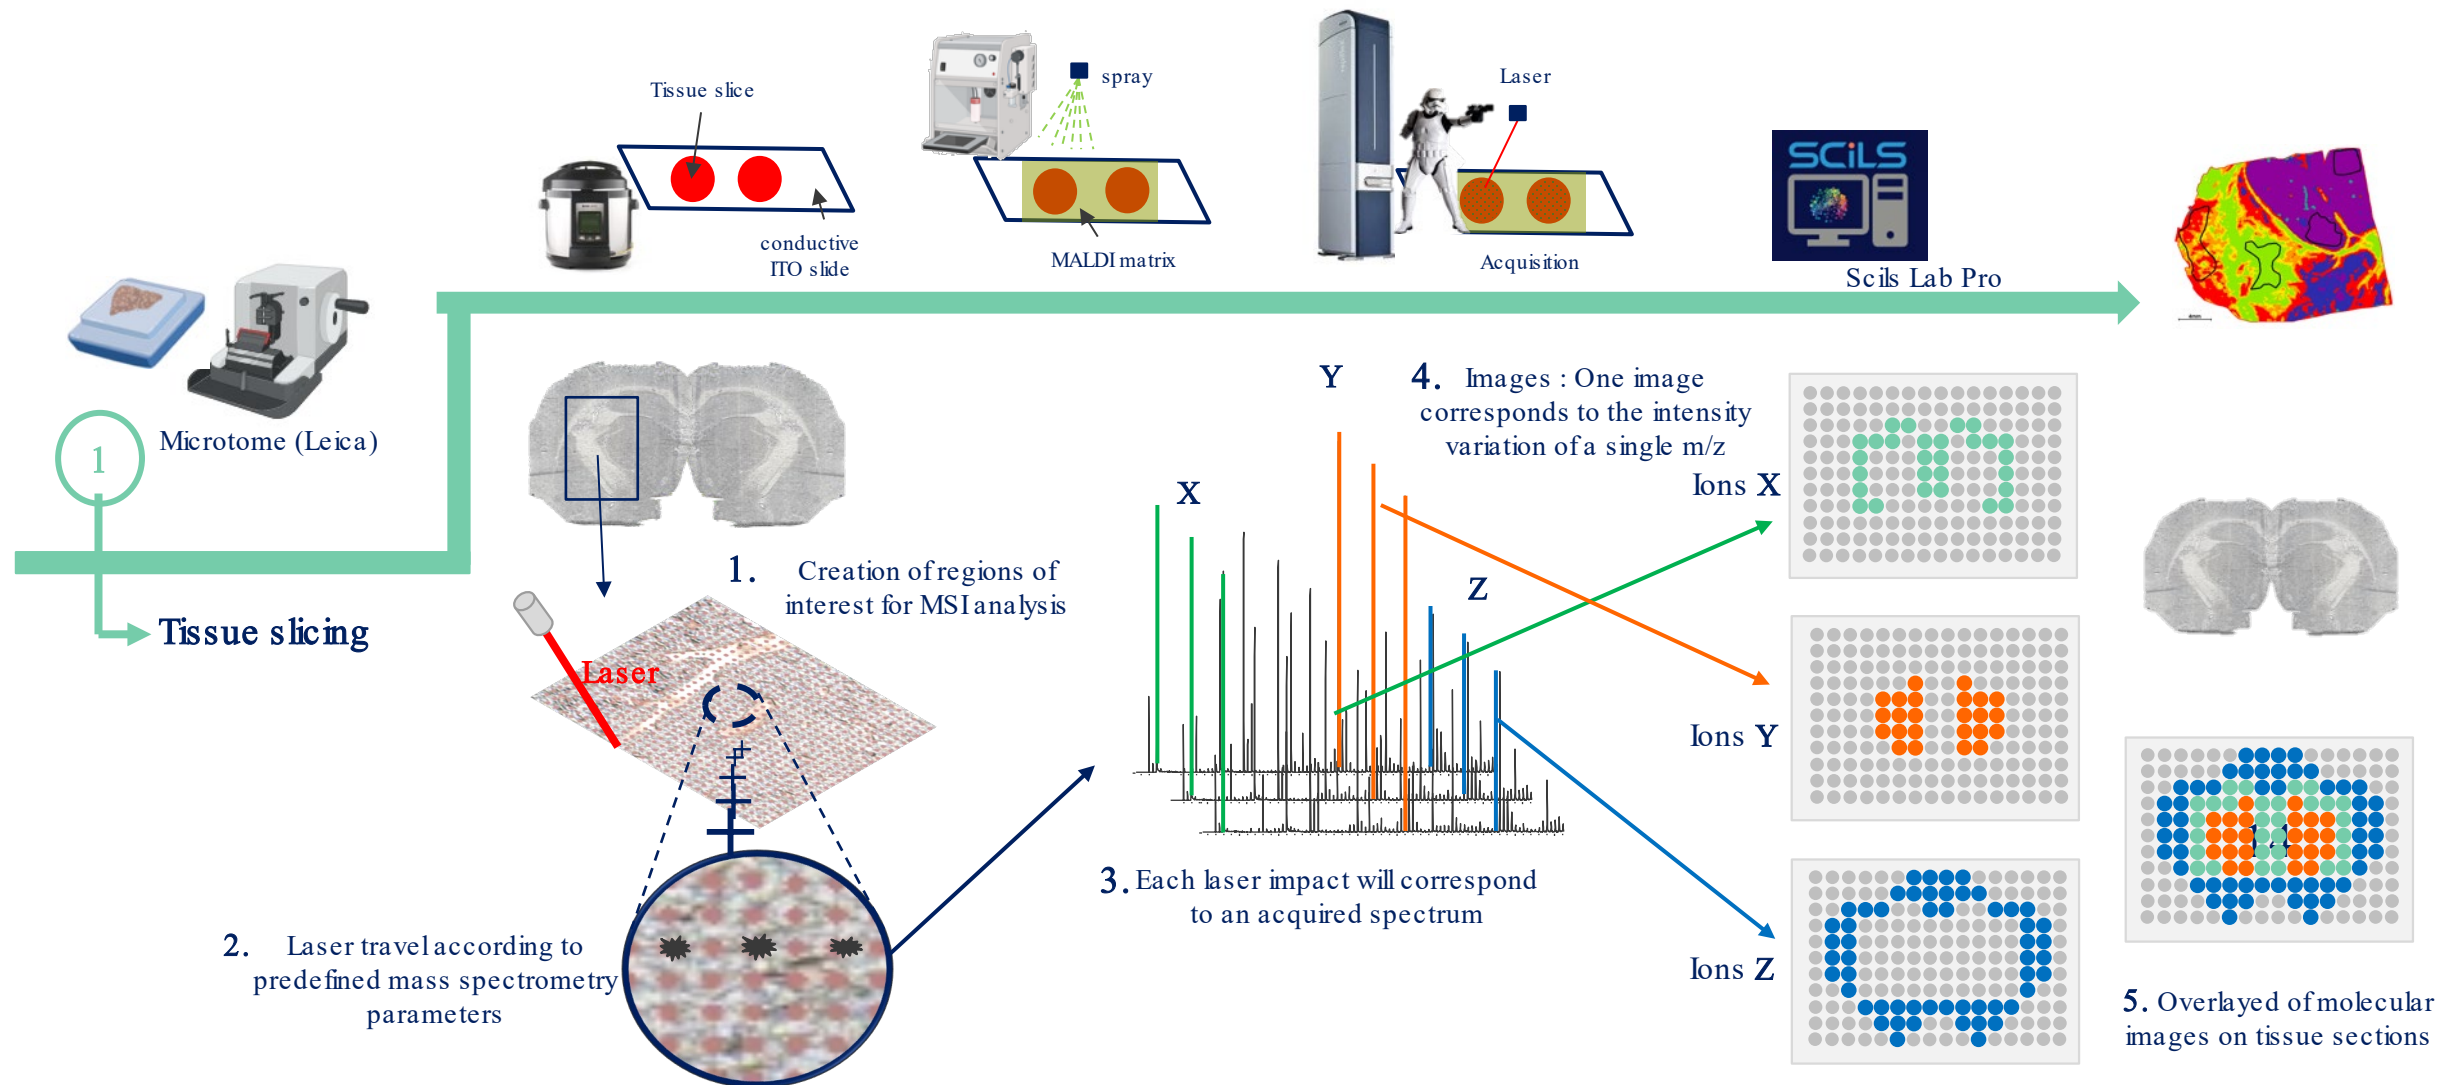 Tissue slice
conductive
ITO slide
spray
MALDI matrix
Laser
Acquisition
SCiLS
Scils Lab Pro
4mm
Microtome (Leica)
1
Tissue slicing
1. Creation of regions of
interest for MSI analysis
Laser
2. Laser travel according to
predefined mass spectrometry
parameters
X
Y
Z
3. Each laser impact will correspond
to an acquired spectrum
4. Images : One image
corresponds to the intensity
variation of a single m/z
Ions X
Ions Y
Ions Z
14
5. Overlayed of molecular
images on tissue sections